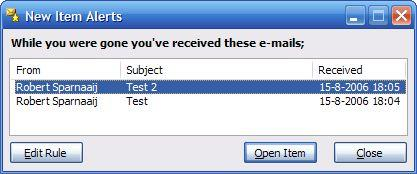 New Item Alerts
While you were gone you've received these e-mails;
From Subject Received
Robert Sparnaaij Test 2 15-8-2006 18:05
Robert Sparnaaij Test 15-8-2006 18:04
Edit Rule Open Item Close